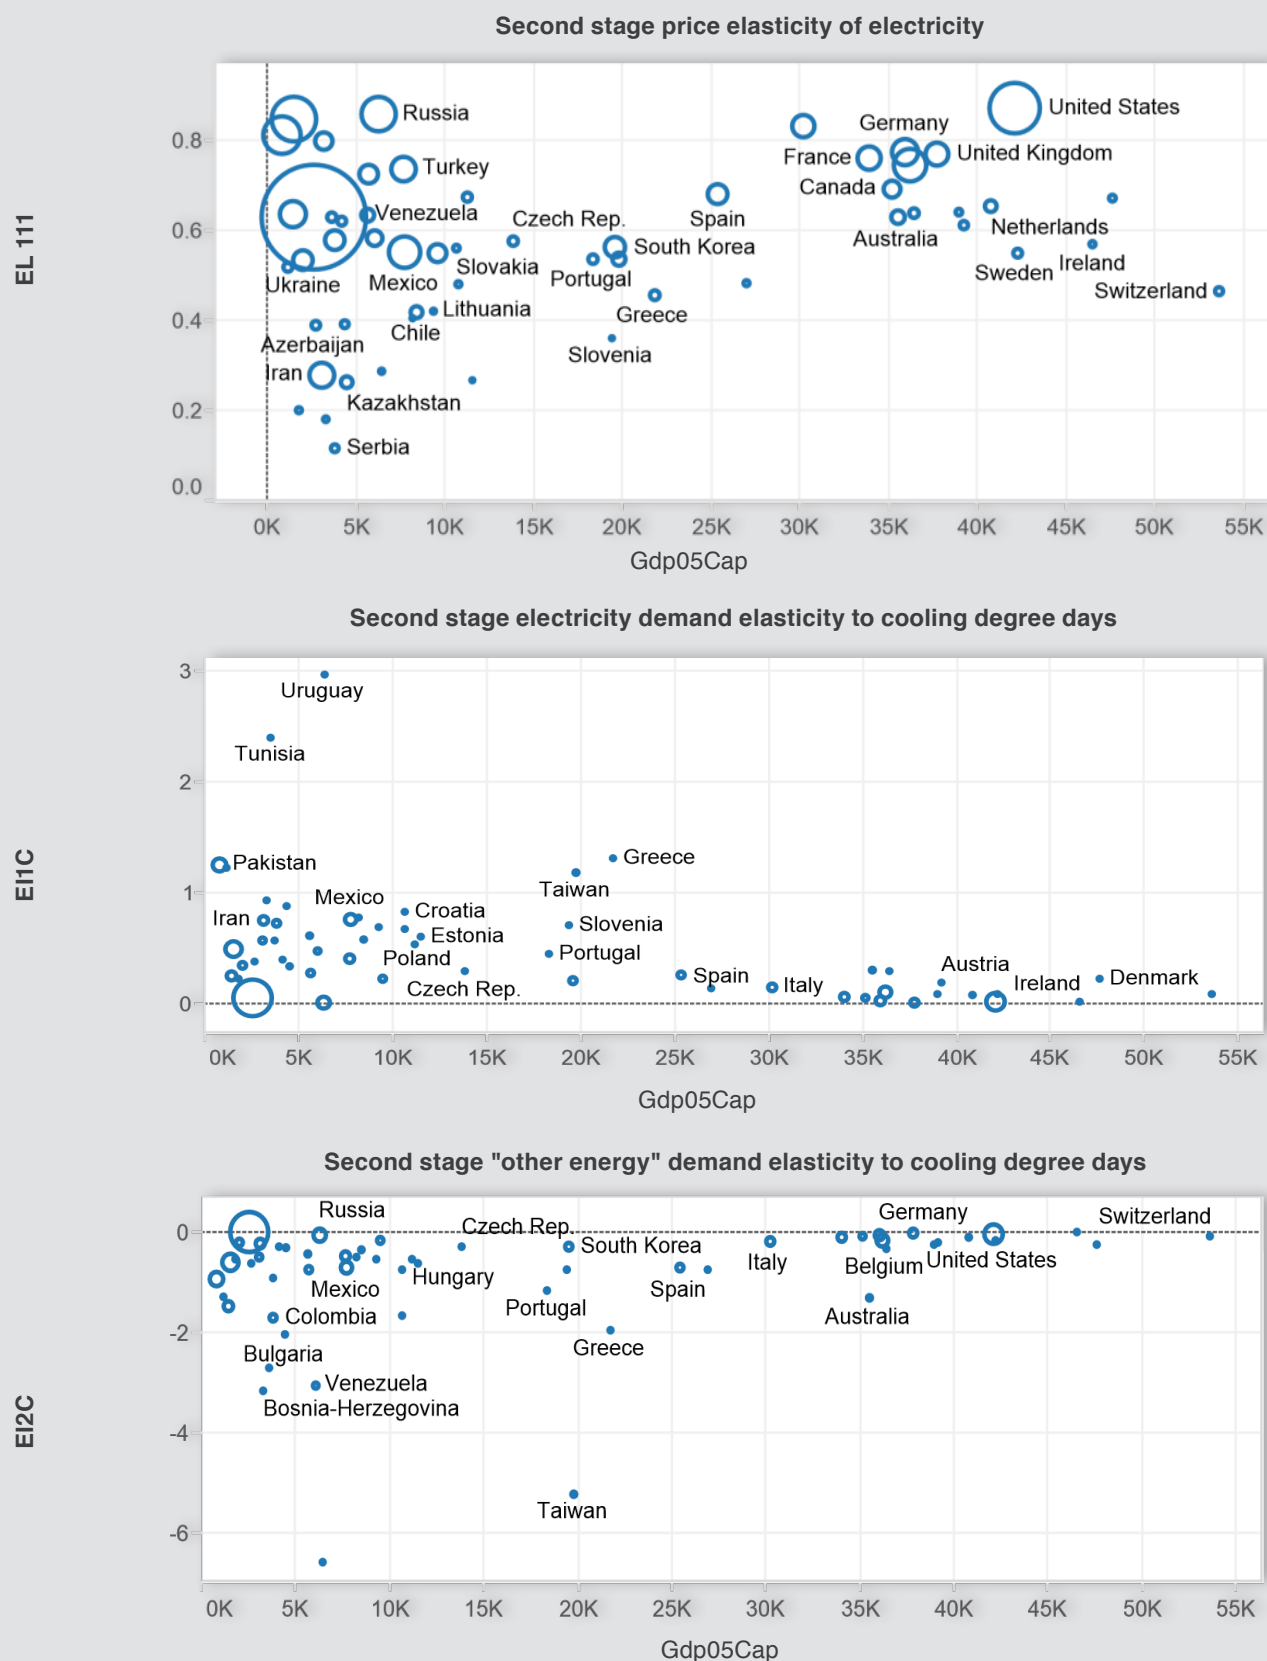 Second stage price elasticity of electricity
EL 111
0.8
0.6
0.4
0.2
0.0
Russia
United States
Germany
Turkey
France
United Kingdom
Canada
Venezuela
Czech Rep.
Spain
Netherlands
South Korea
Australia
Slovakia
Ireland
Ukraine
Mexico
Portugal
Sweden
Switzerland
Lithuania
Greece
Chile
Azerbaijan
Slovenia
Iran
Kazakhstan
Serbia
0K 5K 10K 15K 20K 25K 30K 35K 40K 45K 50K 55K
Gdp05Cap
Second stage electricity demand elasticity to cooling degree days
EI1C
3
2
1
0
Uruguay
Tunisia
Pakistan
Greece
Taiwan
Mexico
Iran
Croatia
Slovenia
Estonia
Poland
Portugal
Austria
Spain
Italy
Ireland
Denmark
Czech Rep.
0K 5K 10K 15K 20K 25K 30K 35K 40K 45K 50K 55K
Gdp05Cap
Second stage "other energy" demand elasticity to cooling degree days
EI2C
0
-2
-4
-6
Russia
Germany
Switzerland
Czech Rep.
South Korea
Italy
Belgium
United States
Hungary
Mexico
Spain
Portugal
Colombia
Australia
Greece
Bulgaria
Venezuela
Bosnia-Herzegovina
Taiwan
0K 5K 10K 15K 20K 25K 30K 35K 40K 45K 50K 55K
Gdp05Cap